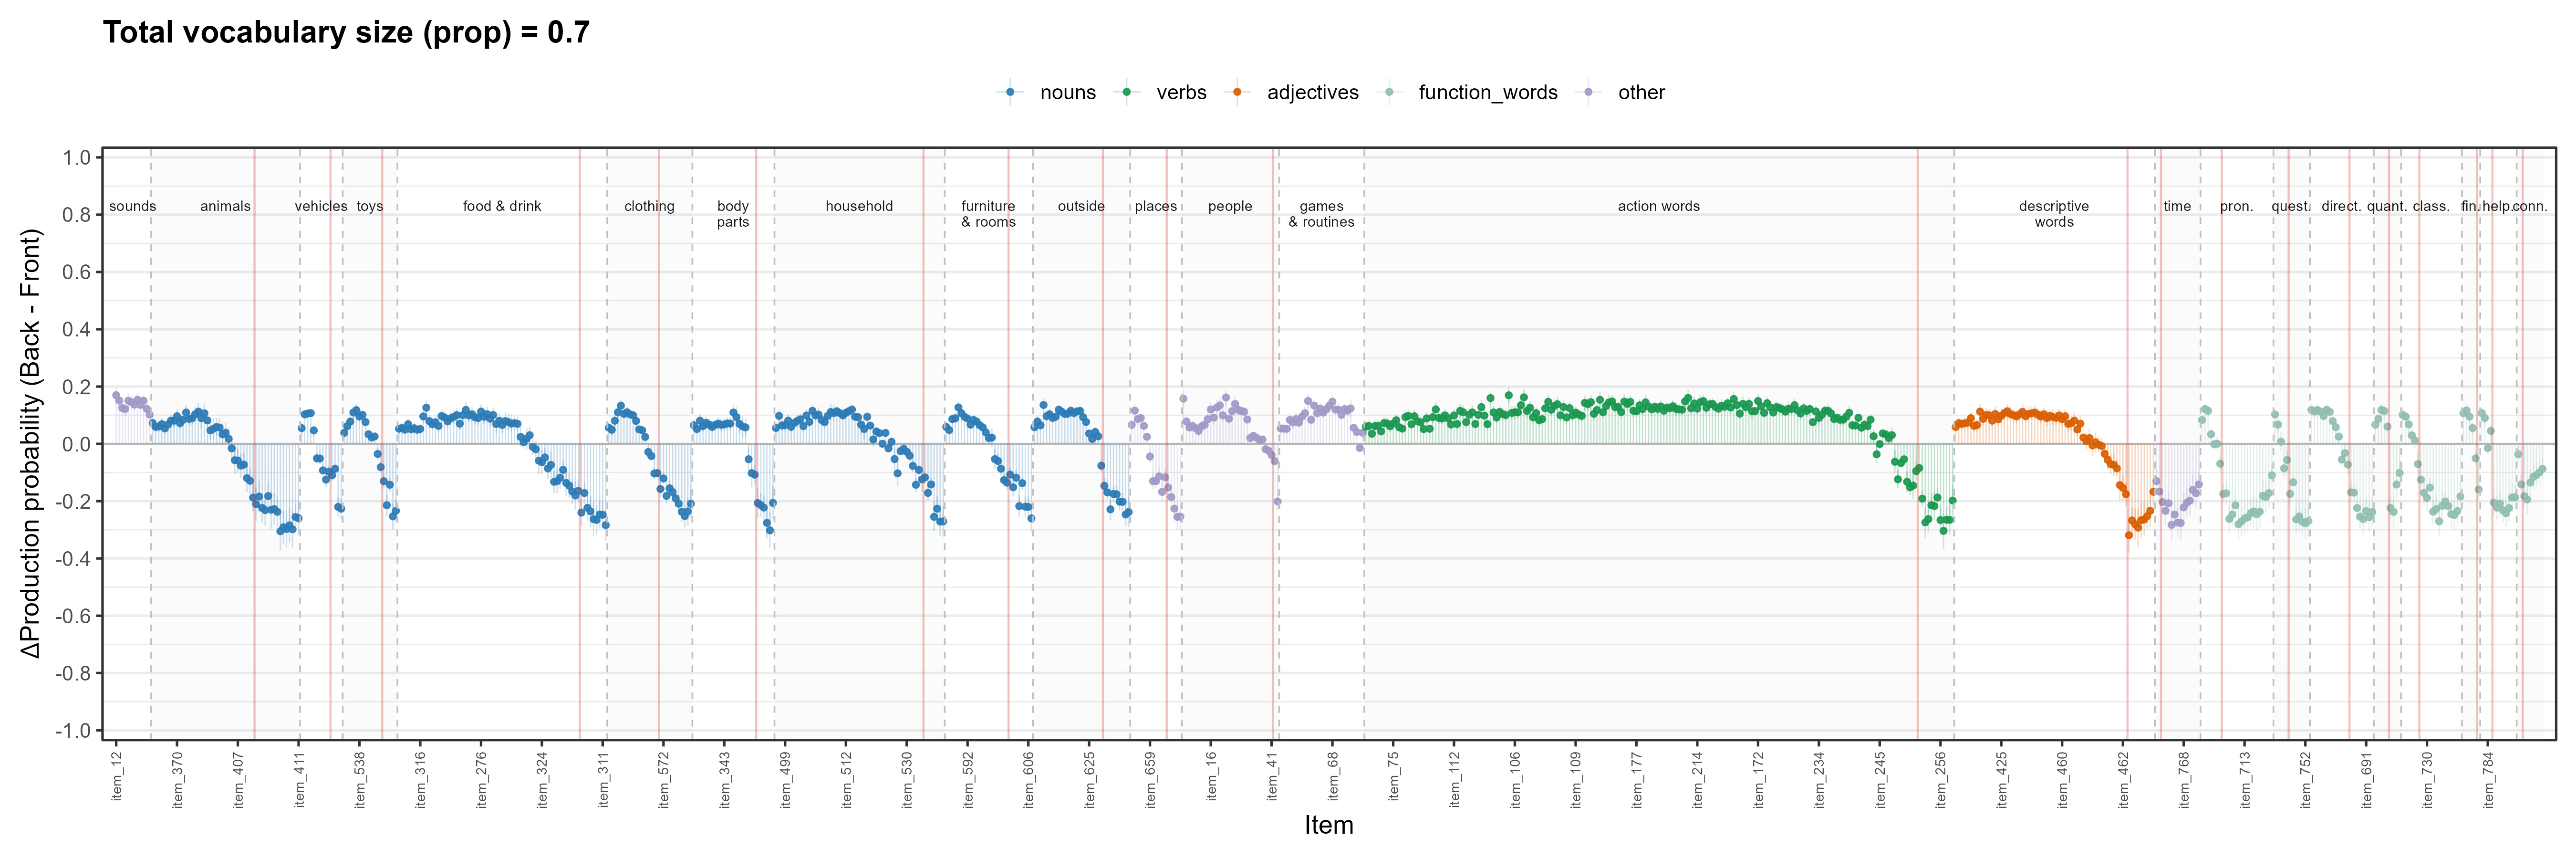 Total vocabulary size (prop) = 0.7
nouns verbs adjectives function_words other
ΔProduction probability (Back - Front)
1.0
0.8
0.6
0.4
0.2
0.0
-0.2
-0.4
-0.6
-0.8
-1.0
sounds animals vehicles toys food & drink clothing body parts household furniture & rooms outside places people games & routines action words descriptive words time pron. quest. direct. quant. class. fin. help. conn.
item_12 item_370 item_407 item_411 item_538 item_316 item_276 item_324 item_311 item_572 item_343 item_499 item_512 item_530 item_592 item_606 item_625 item_659 item_16 item_41 item_68 item_75 item_112 item_106 item_109 item_177 item_214 item_172 item_234 item_245 item_256 item_425 item_460 item_462 item_768 item_713 item_752 item_691 item_730 item_784
Item